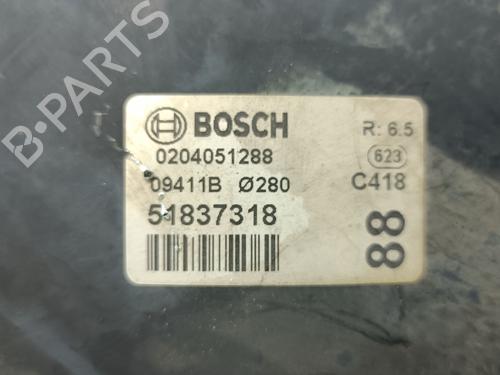 B-PARTS
BOSCH R: 6.5
0204051288 623
09411B Ø280 C418
51837318
88